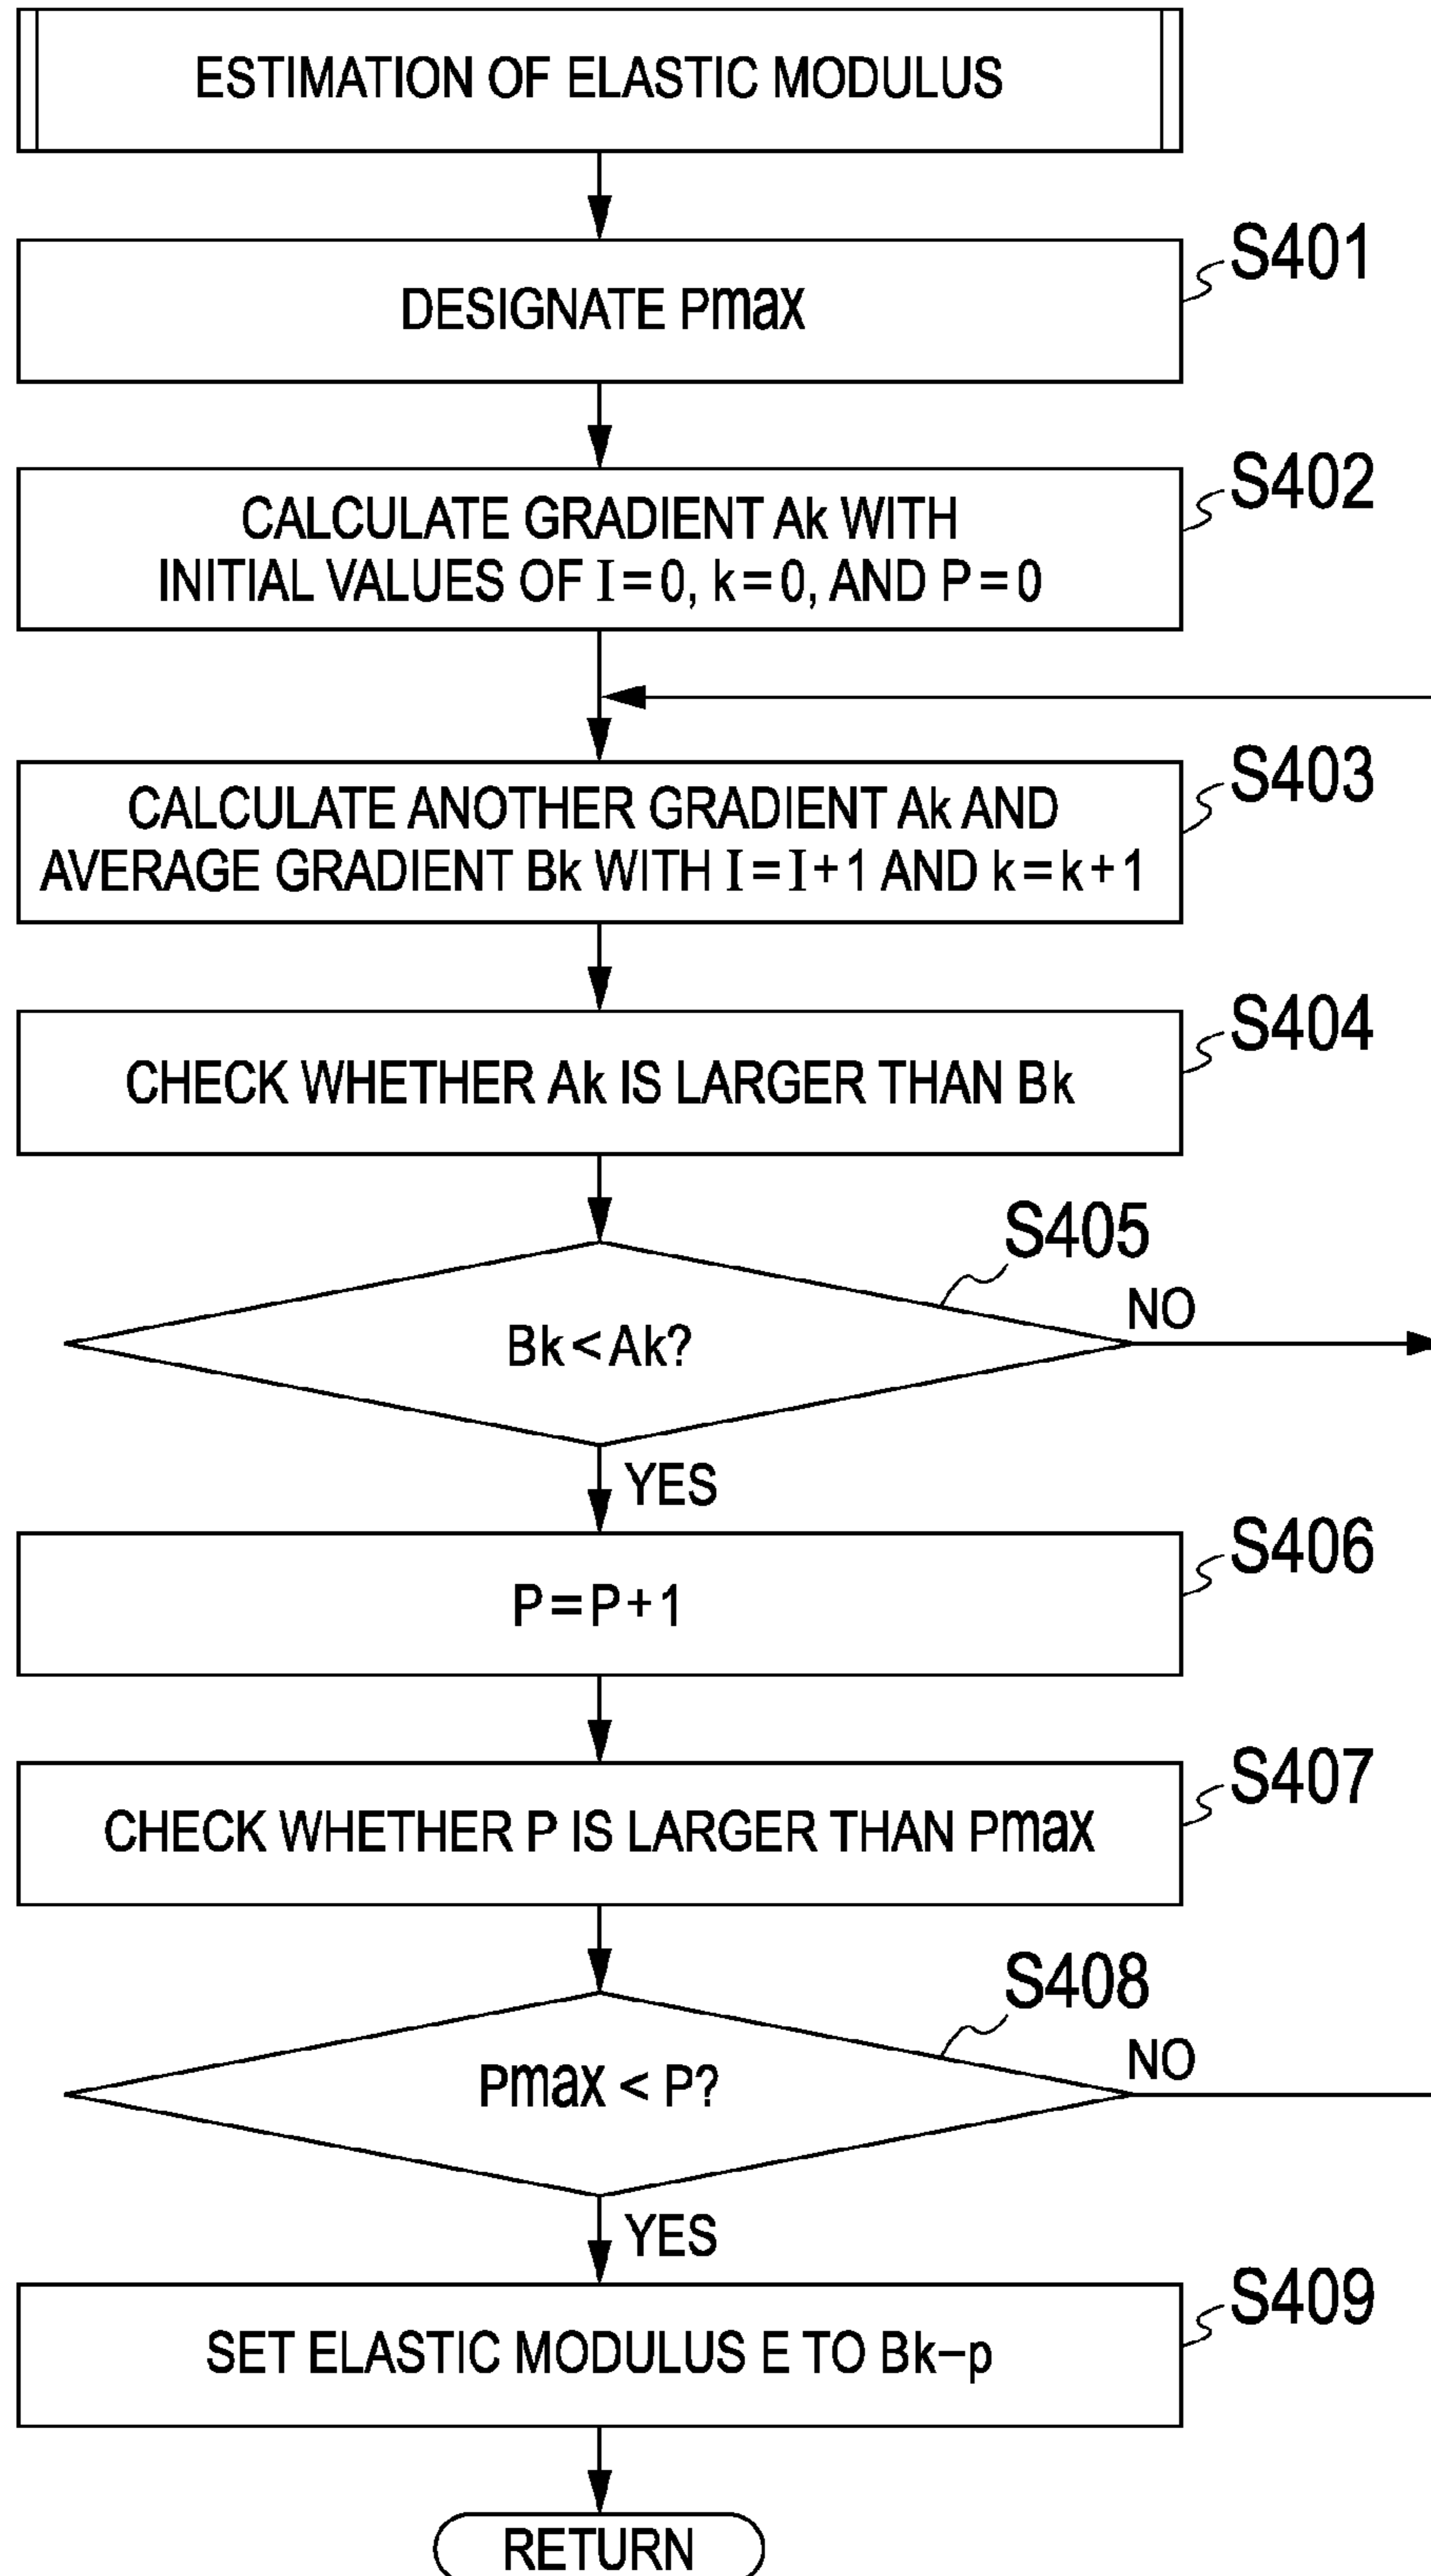 ESTIMATION OF ELASTIC MODULUS
S401
DESIGNATE Pmax
S402
CALCULATE GRADIENT Ak WITH
INITIAL VALUES OF I=0, k=0, AND P=0
S403
CALCULATE ANOTHER GRADIENT Ak AND
AVERAGE GRADIENT Bk WITH I=I+1 AND k=k+1
S404
CHECK WHETHER Ak IS LARGER THAN Bk
S405
Bk<Ak?
NO
YES
S406
P=P+1
S407
CHECK WHETHER P IS LARGER THAN Pmax
S408
Pmax < P?
NO
YES
S409
SET ELASTIC MODULUS E TO Bk-p
RETURN